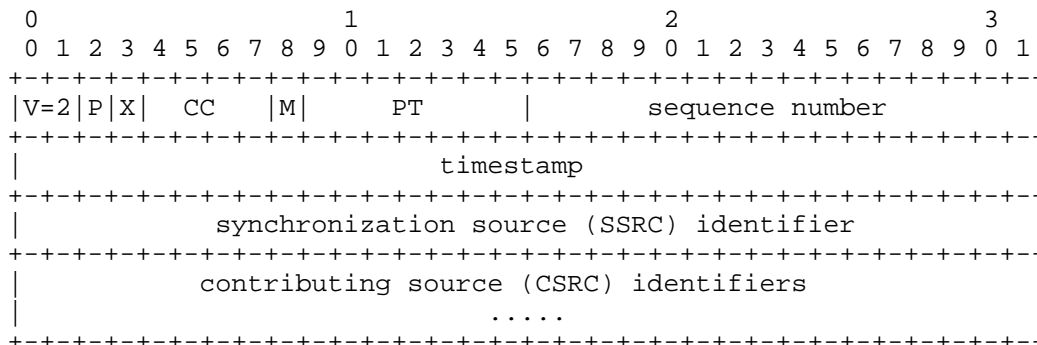 0                   1                   2                   3
0 1 2 3 4 5 6 7 8 9 0 1 2 3 4 5 6 7 8 9 0 1 2 3 4 5 6 7 8 9 0 1
+-+-+-+-+-+-+-+-+-+-+-+-+-+-+-+-+-+-+-+-+-+-+-+-+-+-+-+-+-+-+-+--
|V=2|P|X|  CC   |M|     PT      |       sequence number
+-+-+-+-+-+-+-+-+-+-+-+-+-+-+-+-+-+-+-+-+-+-+-+-+-+-+-+-+-+-+-+--
|                          timestamp
+-+-+-+-+-+-+-+-+-+-+-+-+-+-+-+-+-+-+-+-+-+-+-+-+-+-+-+-+-+-+-+--
|            synchronization source (SSRC) identifier
+-+-+-+-+-+-+-+-+-+-+-+-+-+-+-+-+-+-+-+-+-+-+-+-+-+-+-+-+-+-+-+--
|           contributing source (CSRC) identifiers
|                             .....
+-+-+-+-+-+-+-+-+-+-+-+-+-+-+-+-+-+-+-+-+-+-+-+-+-+-+-+-+-+-+-+--